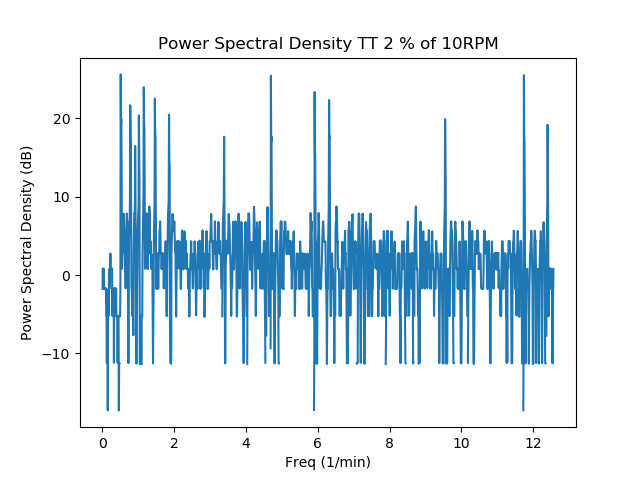 Power Spectral Density TT 2 % of 10RPM
20
10
0
−10
Power Spectral Density (dB)
0 2 4 6 8 10 12
Freq (1/min)